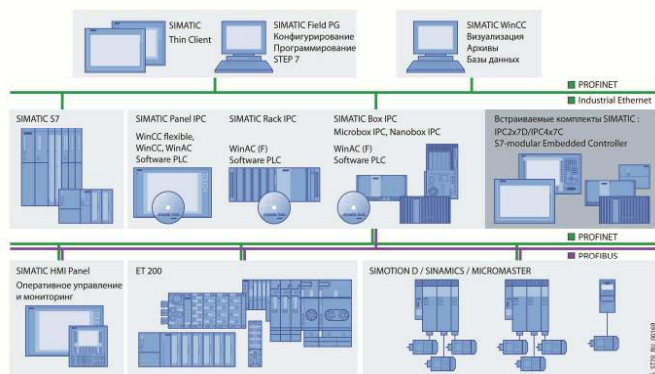 SIMATIC
Thin Client
SIMATIC Field PG
Конфигурирование
Программирование
STEP 7
SIMATIC WinCC
Визуализация
Архивы
Базы данных
PROFINET
Industrial Ethernet
SIMATIC S7
SIMATIC Panel IPC
WinCC flexible,
WinCC, WinAC
Software PLC
SIMATIC Rack IPC
WinAC (F)
Software PLC
SIMATIC Box IPC
Microbox IPC, Nanobox IPC
WinAC (F)
Software PLC
Встраиваемые комплекты SIMATIC :
IPC2x7D/IPC4x7C
S7-modular Embedded Controller
PROFINET
PROFIBUS
SIMATIC HMI Panel
Оперативное управление
и мониторинг
ET 200
SIMOTION D / SINAMICS / MICROMASTER